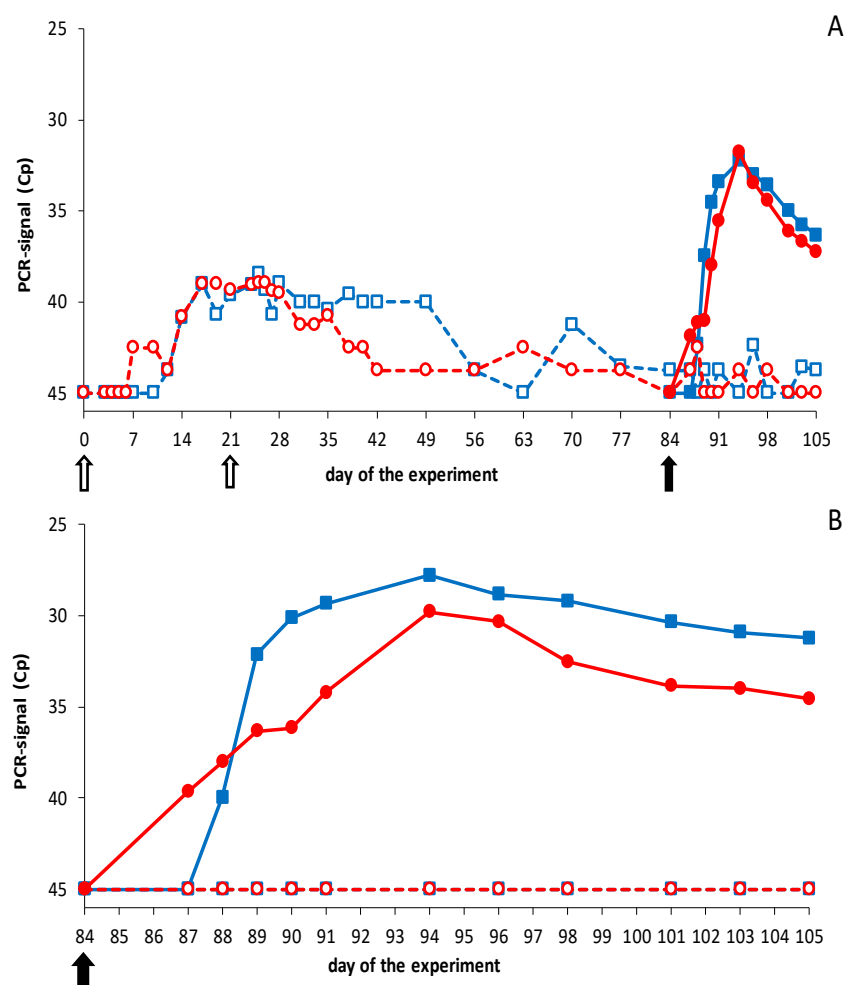 A
25
30
35
40
45
PCR-signal (Cp)
0 7 14 21 28 35 42 49 56 63 70 77 84 91 98 105
day of the experiment
B
25
30
35
40
45
PCR-signal (Cp)
84 85 86 87 88 89 90 91 92 93 94 95 96 97 98 99 100 101 102 103 104 105
day of the experiment